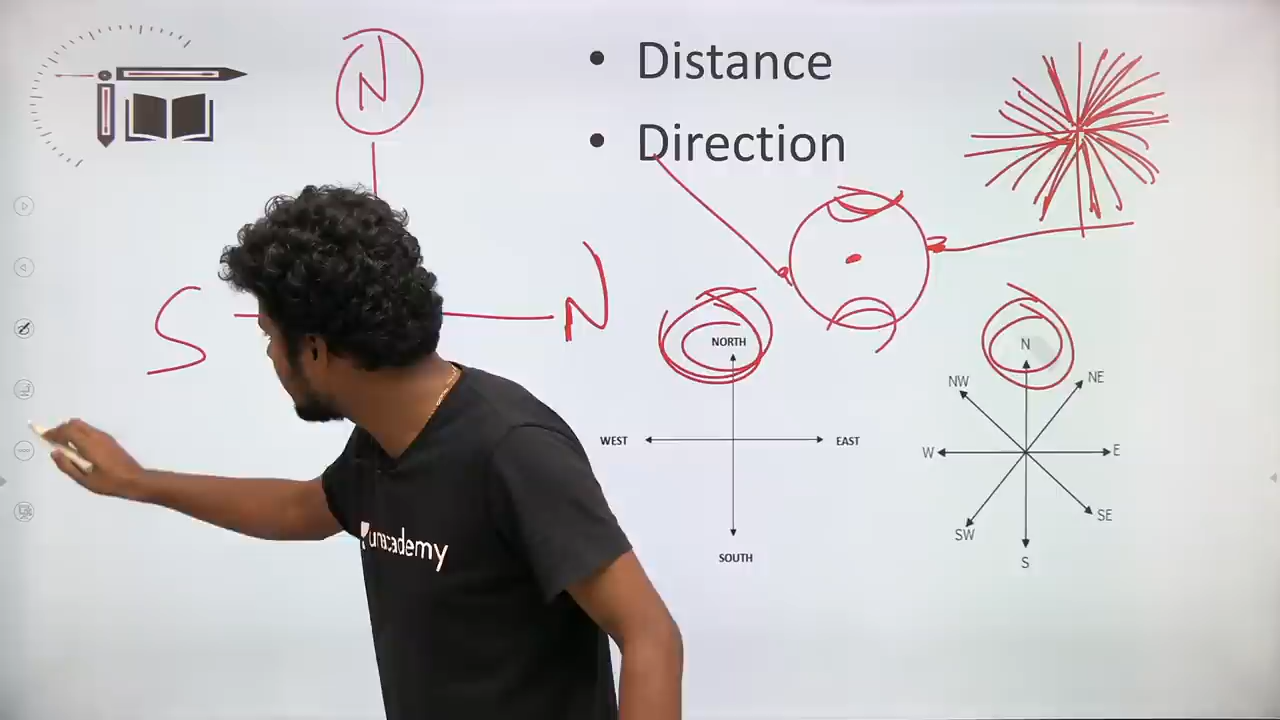 N
• Distance
• Direction
S
N
NORTH
WEST
EAST
SOUTH
N
NW
NE
W
E
SW
SE
S
unacademy